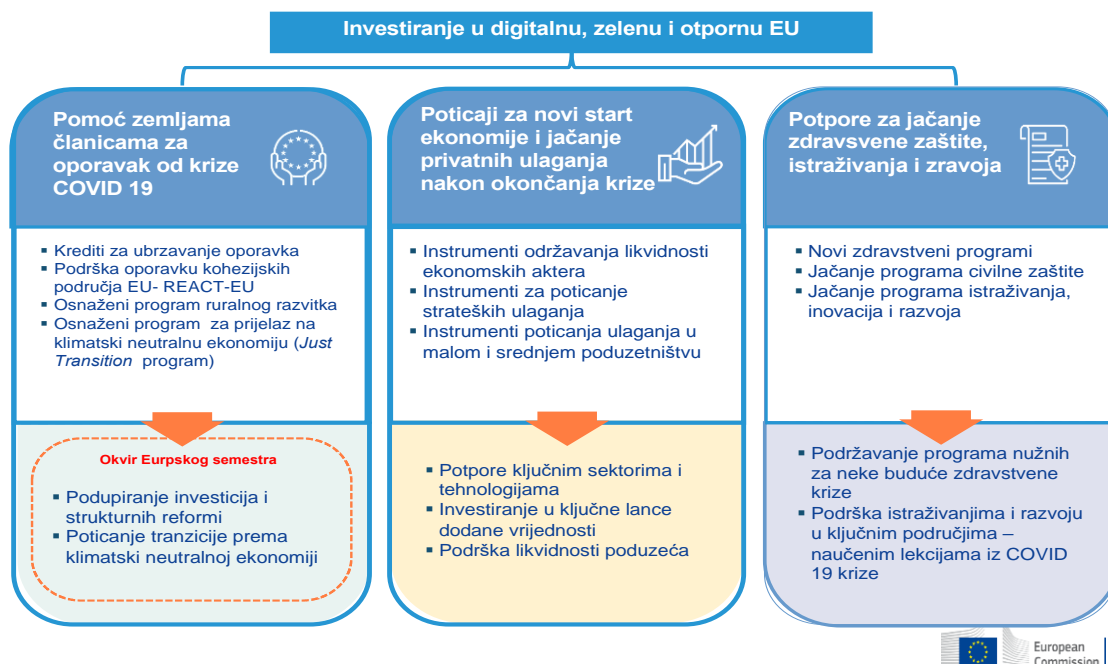 Investiranje u digitalnu, zelenu i otpornu EU
Pomoć zemljama
članicama za
oporavak od krize
COVID 19
▪ Krediti za ubrzavanje oporavka
▪ Podrška oporavku kohezijskih
područja EU- REACT-EU
▪ Osnaženi program ruralnog razvitka
▪ Osnaženi program za prijelaz na
klimatski neutralnu ekonomiju (Just
Transition program)
Okvir Eurpskog semestra
▪ Podupiranje investicija i
strukturnih reformi
▪ Poticanje tranzicije prema
klimatski neutralnoj ekonomiji
Poticaji za novi start
ekonomije i jačanje
privatnih ulaganja
nakon okončanja krize
▪ Instrumenti održavanja likvidnosti
ekonomskih aktera
▪ Instrumenti za poticanje
strateških ulaganja
▪ Instrumenti poticanja ulaganja u
malom i srednjem poduzetništvu
▪ Potpore ključnim sektorima i
tehnologijama
▪ Investiranje u ključne lance
dodane vrijednosti
▪ Podrška likvidnosti poduzeća
Potpore za jačanje
zdravsvene zaštite,
istraživanja i zravoja
▪ Novi zdravstveni programi
▪ Jačanje programa civilne zaštite
▪ Jačanje programa istraživanja,
inovacija i razvoja
▪ Podržavanje programa nužnih
za neke buduće zdravstvene
krize
▪ Podrška istraživanjima i razvoju
u ključnim područjima –
naučenim lekcijama iz COVID
19 krize
European
Commission